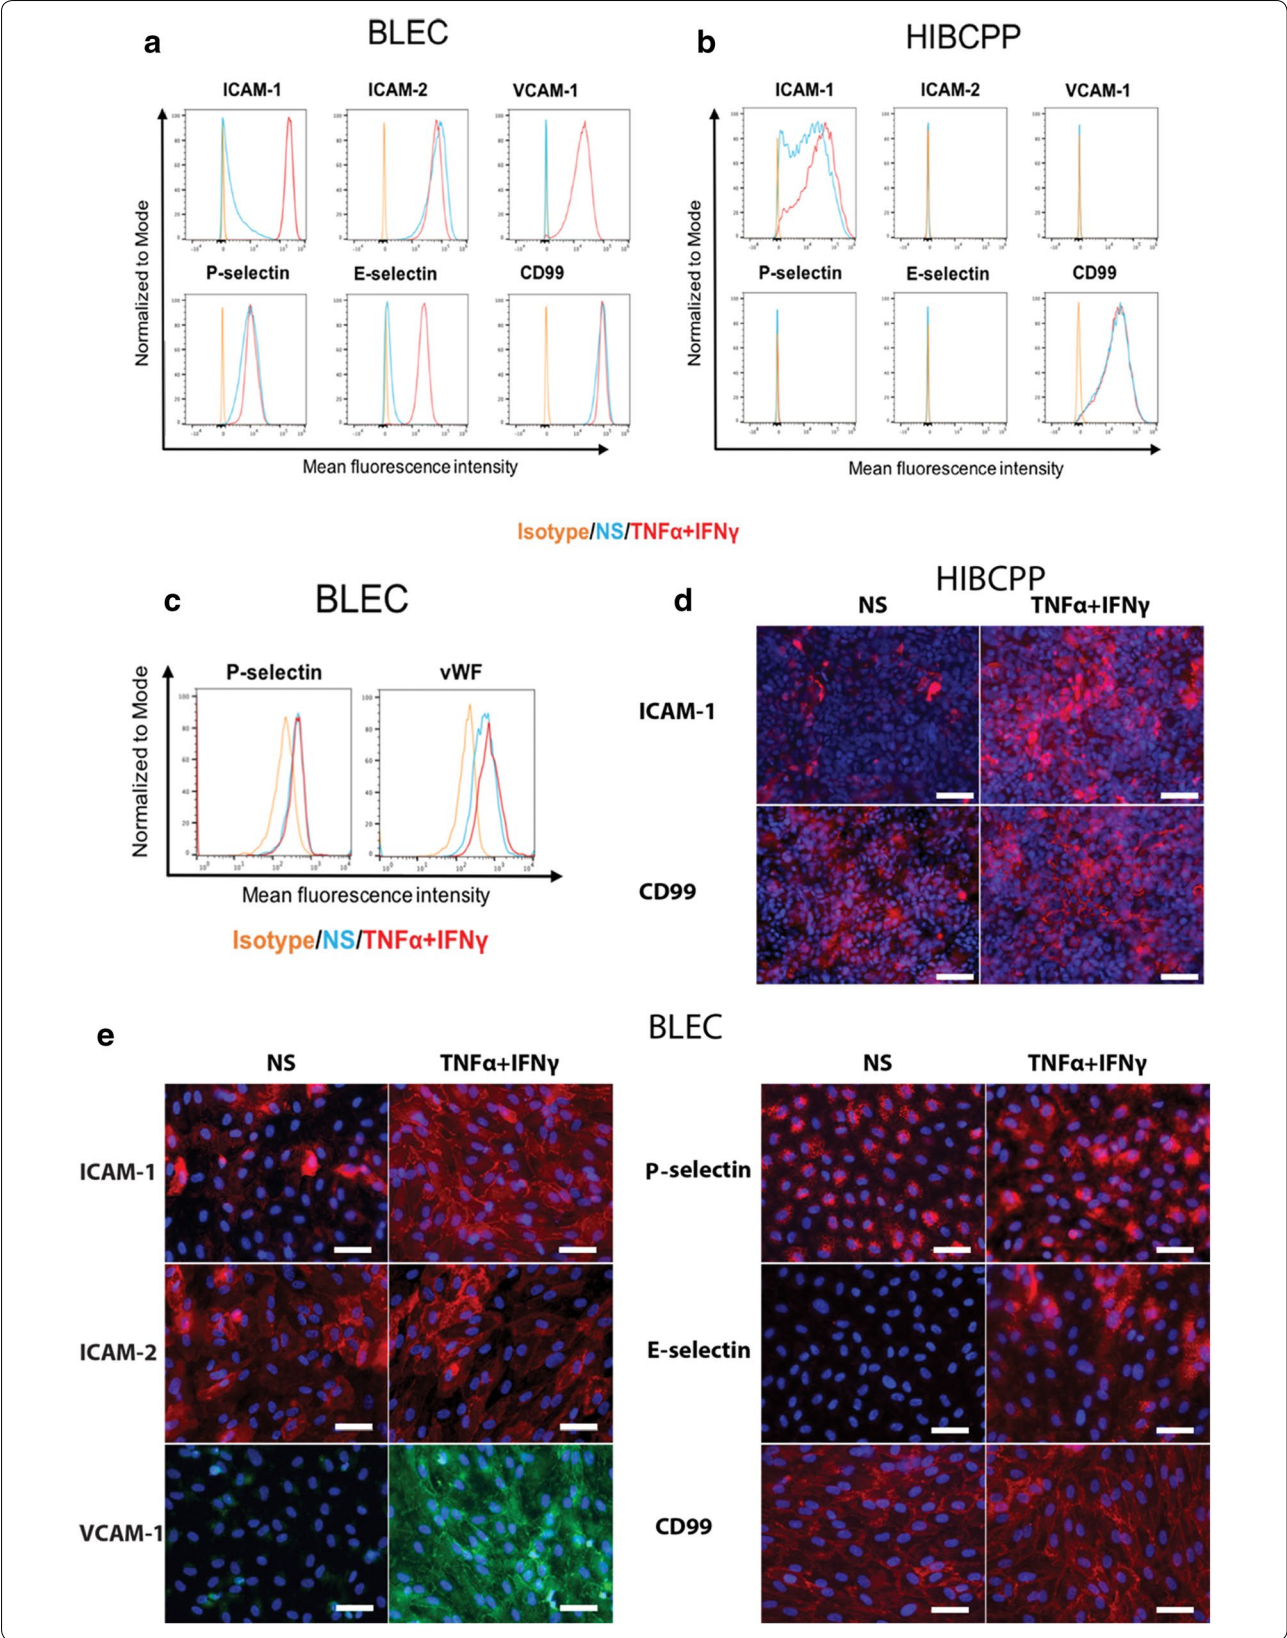 a
BLEC
ICAM-1 ICAM-2 VCAM-1
P-selectin E-selectin CD99
Normalized to Mode
Mean fluorescence intensity
b
HIBCPP
ICAM-1 ICAM-2 VCAM-1
P-selectin E-selectin CD99
Normalized to Mode
Mean fluorescence intensity
Isotype/NS/TNFα+IFNγ
c
BLEC
P-selectin vWF
Normalized to Mode
Mean fluorescence intensity
Isotype/NS/TNFα+IFNγ
d
HIBCPP
NS TNFα+IFNγ
ICAM-1
CD99
e
BLEC
NS TNFα+IFNγ
ICAM-1
ICAM-2
VCAM-1
NS TNFα+IFNγ
P-selectin
E-selectin
CD99